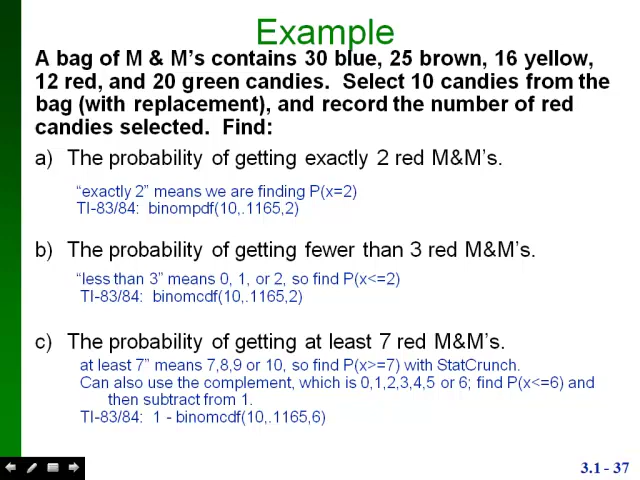 Example
A bag of M & M's contains 30 blue, 25 brown, 16 yellow,
12 red, and 20 green candies. Select 10 candies from the
bag (with replacement), and record the number of red
candies selected. Find:
a) The probability of getting exactly 2 red M&M's.
"exactly 2" means we are finding P(x=2)
TI-83/84: binompdf(10,.1165,2)
b) The probability of getting fewer than 3 red M&M's.
"less than 3" means 0, 1, or 2, so find P(x<=2)
TI-83/84: binomcdf(10,.1165,2)
c) The probability of getting at least 7 red M&M's.
at least 7" means 7,8,9 or 10, so find P(x>=7) with StatCrunch.
Can also use the complement, which is 0,1,2,3,4,5 or 6; find P(x<=6) and
then subtract from 1.
TI-83/84: 1 - binomcdf(10,.1165,6)
3.1 - 37